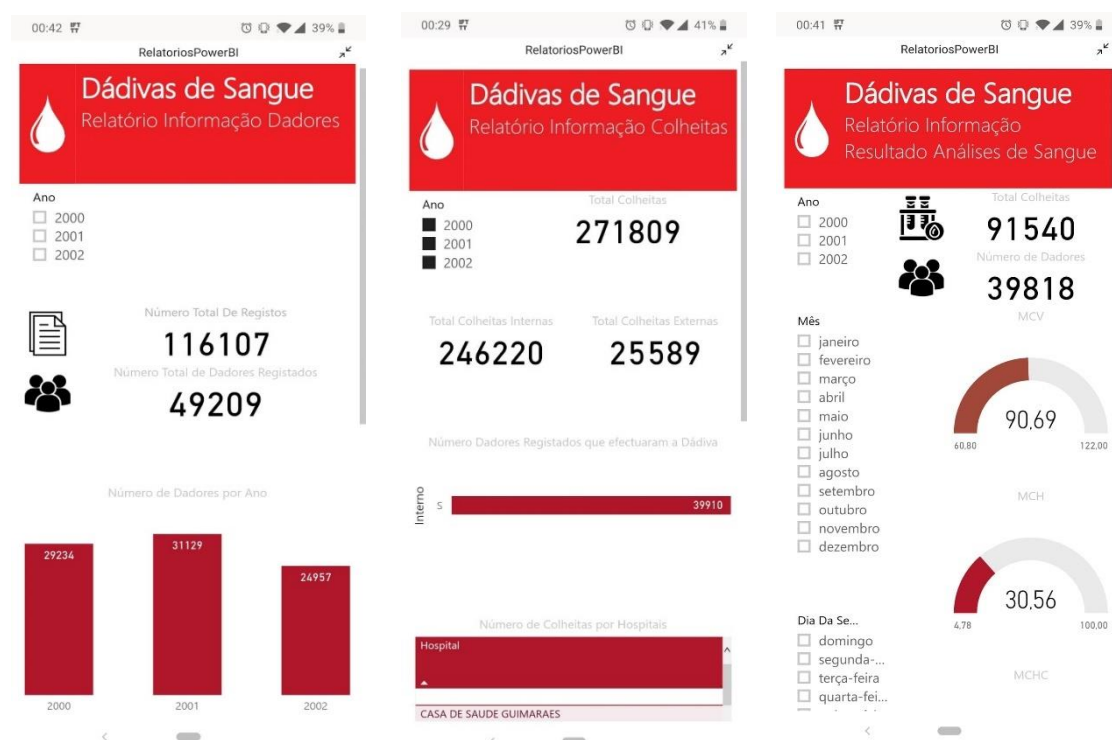 00:42
39%
RelatoriosPowerBI
Dádivas de Sangue
Relatório Informação Dadores
Ano
2000
2001
2002
Número Total De Registos
116107
Número Total de Dadores Registados
49209
Número de Dadores por Ano
29234
31129
24957
2000
2001
2002
00:29
41%
RelatoriosPowerBI
Dádivas de Sangue
Relatório Informação Colheitas
Ano
2000
2001
2002
Total Colheitas
271809
Total Colheitas Internas
246220
Total Colheitas Externas
25589
Número Dadores Registados que efectuaram a Dádiva
Interno
S
39910
Número de Colheitas por Hospitais
Hospital
CASA DE SAUDE GUIMARAES
00:41
39%
RelatoriosPowerBI
Dádivas de Sangue
Relatório Informação
Resultado Análises de Sangue
Ano
2000
2001
2002
Total Colheitas
91540
Número de Dadores
39818
Mês
janeiro
fevereiro
março
abril
maio
junho
julho
agosto
setembro
outubro
novembro
dezembro
Dia Da Se...
domingo
segunda-...
terça-feira
quarta-fei...
MCV
90,69
60,80
122,00
MCH
30,56
4,78
100,00
MCHC